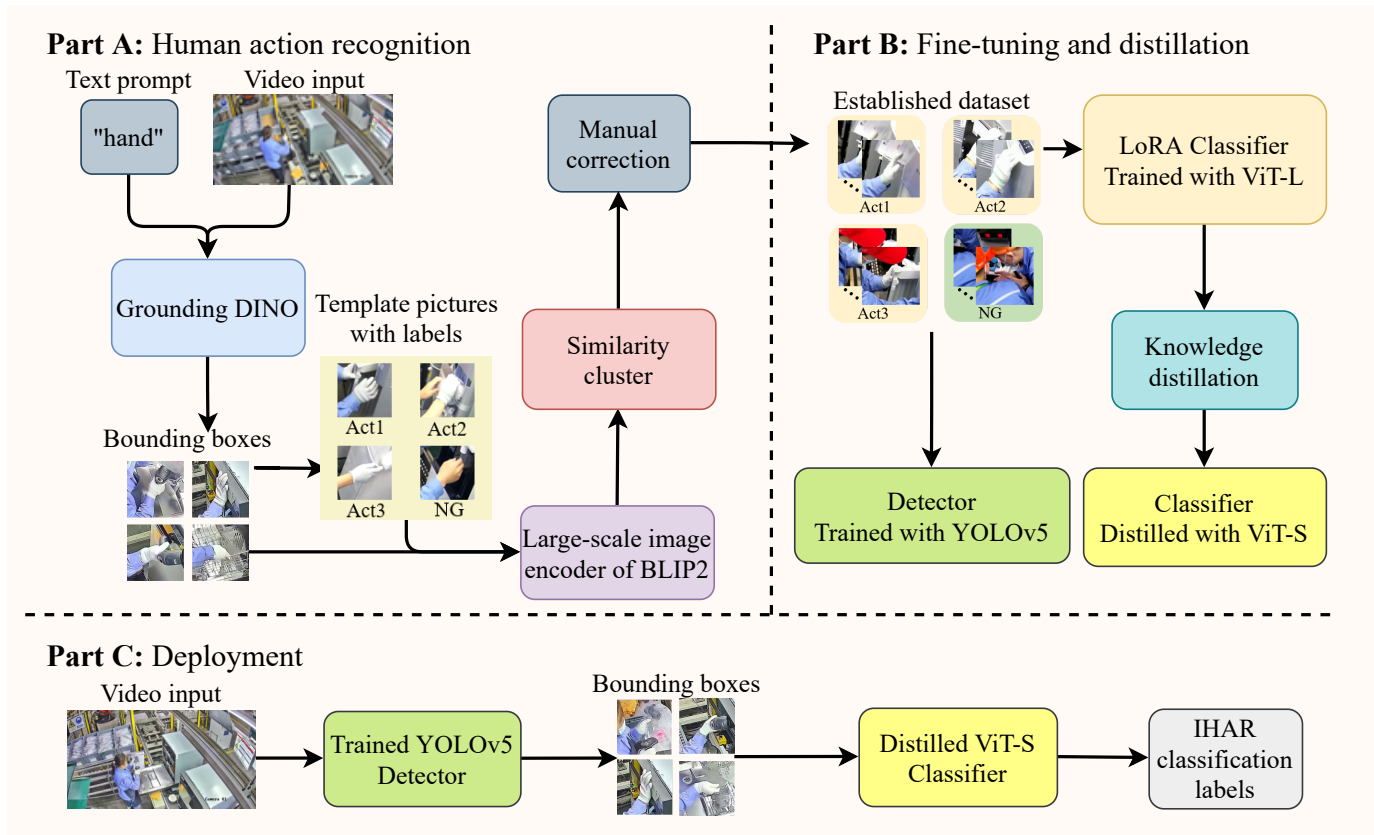 Part A: Human action recognition
Text prompt
Video input
"hand"
Grounding DINO
Bounding boxes
Template pictures
with labels
Act1
Act2
Act3
NG
Large-scale image
encoder of BLIP2
Similarity
cluster
Manual
correction
Part B: Fine-tuning and distillation
Established dataset
Act1
Act2
Act3
NG
LoRA Classifier
Trained with ViT-L
Knowledge
distillation
Detector
Trained with YOLOv5
Classifier
Distilled with ViT-S
Part C: Deployment
Video input
Camera 01
Trained YOLOv5
Detector
Bounding boxes
Distilled ViT-S
Classifier
IHAR
classification
labels